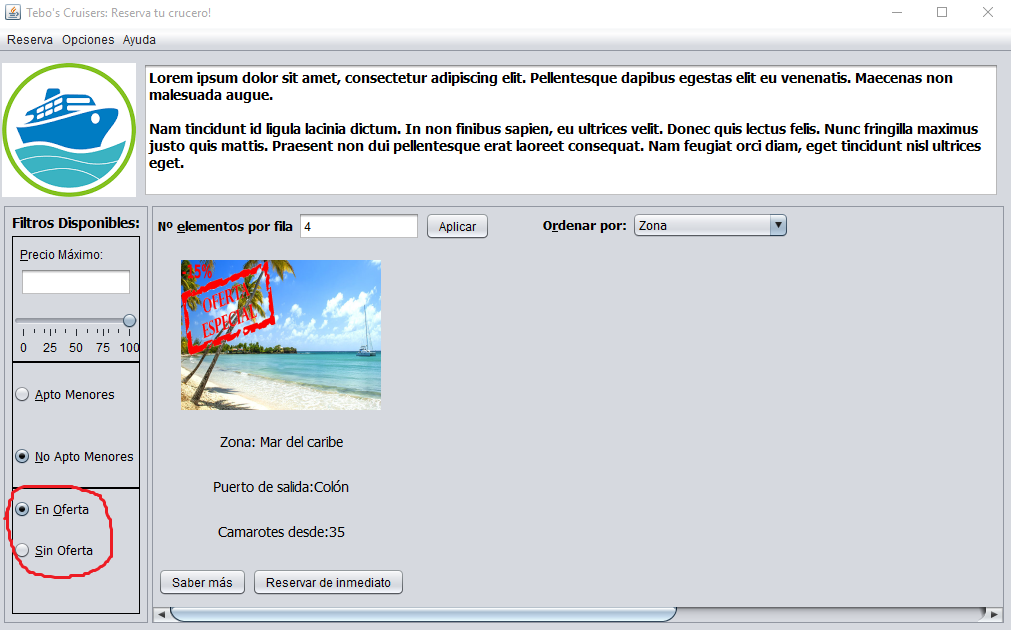 Tebo's Cruisers: Reserva tu crucero!
Reserva Opciones Ayuda
Lorem ipsum dolor sit amet, consectetur adipiscing elit. Pellentesque dapibus egestas elit eu venenatis. Maecenas non
malesuada augue.
Nam tincidunt id ligula lacinia dictum. In non finibus sapien, eu ultrices velit. Donec quis lectus felis. Nunc fringilla maximus
justo quis mattis. Praesent non dui pellentesque erat laoreet consequat. Nam feugiat orci diam, eget tincidunt nisl ultrices
eget.
Filtros Disponibles:
Precio Máximo:
0 25 50 75 100
Apto Menores
No Apto Menores
En Oferta
Sin Oferta
Nº elementos por fila 4 Aplicar Ordenar por: Zona
15%
OFERTA
ESPECIAL
Zona: Mar del caribe
Puerto de salida:Colón
Camarotes desde:35
Saber más Reservar de inmediato